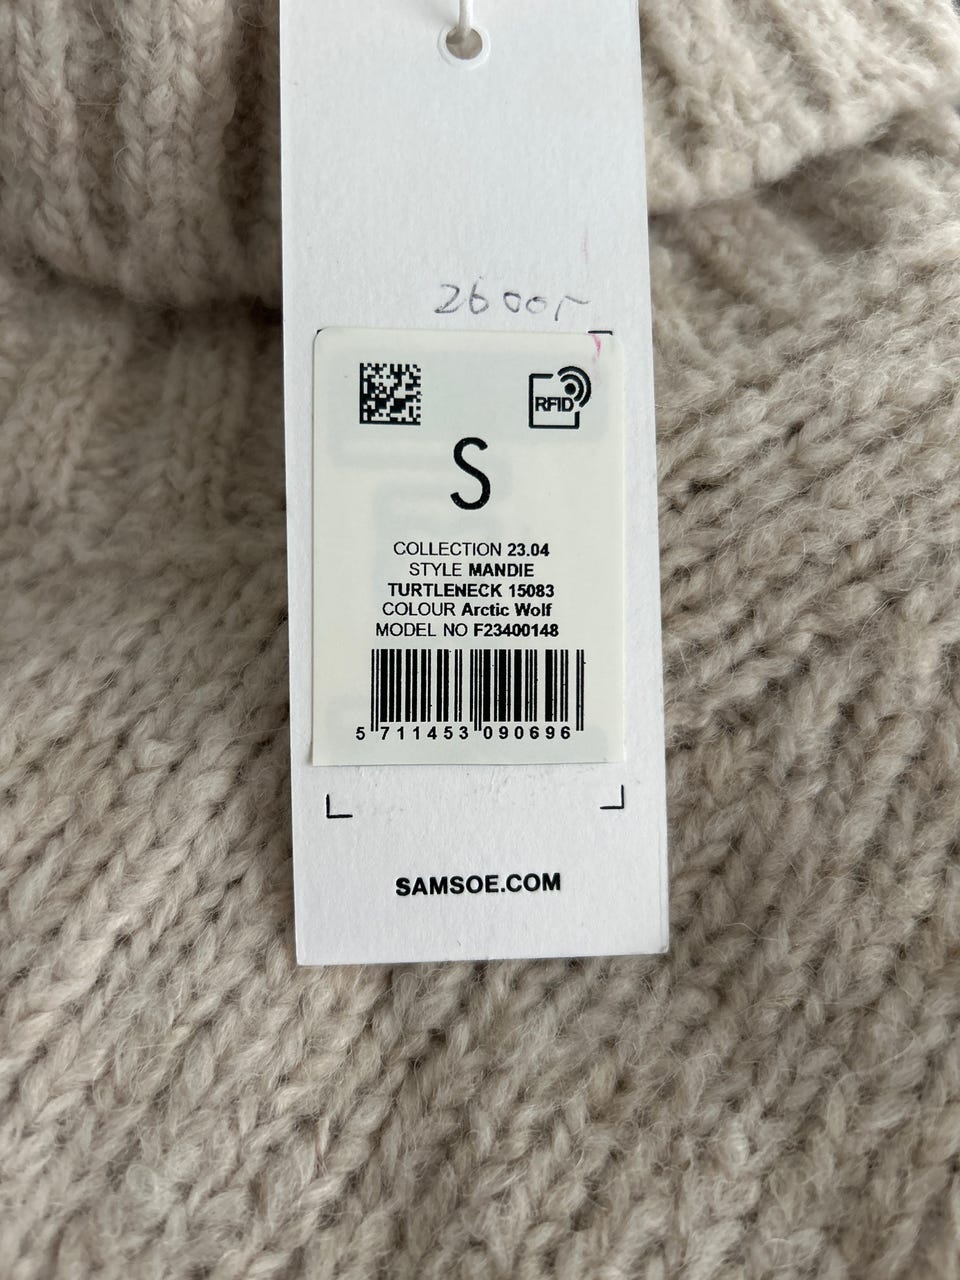 2600,-
RFID
S
COLLECTION 23.04
STYLE MANDIE
TURTLENECK 15083
COLOUR Arctic Wolf
MODEL NO F23400148
5 711453 090696
SAMSOE.COM